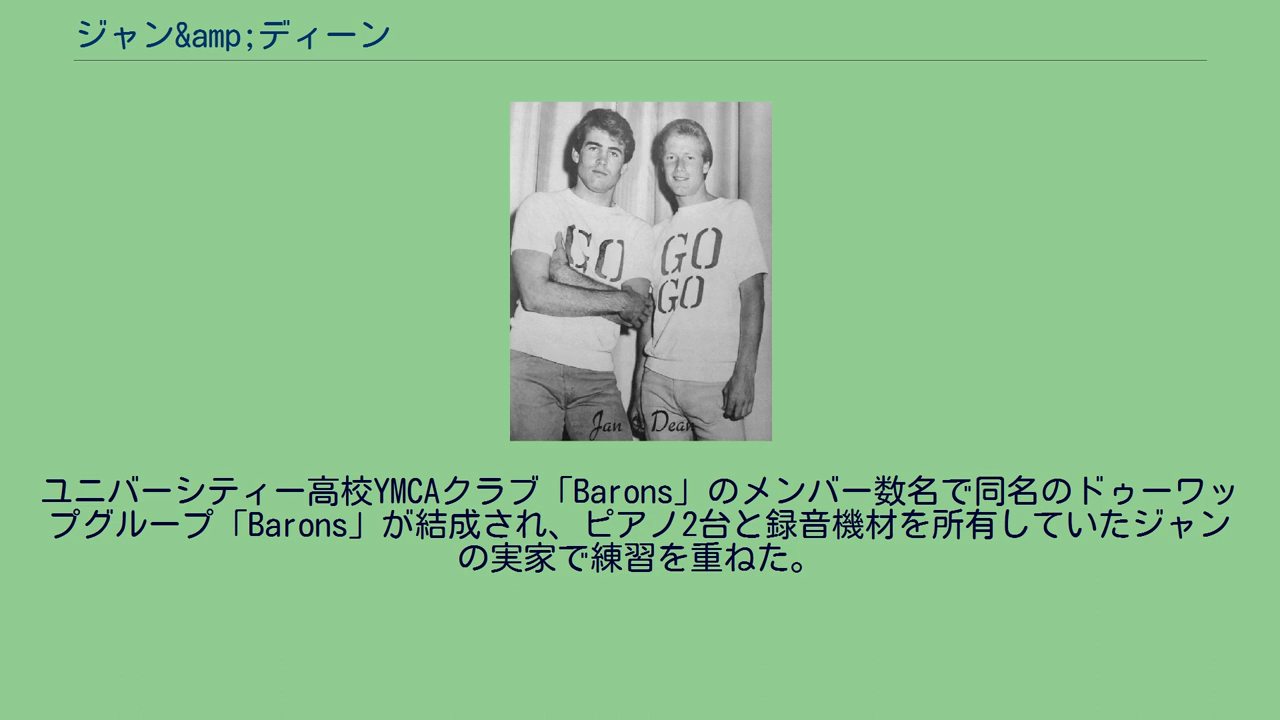 ジャン&amp;ディーン
GO
GO
GO
Jan & Dean
ユニバーシティー高校YMCAクラブ「Barons」のメンバー数名で同名のドゥーワッ
プグループ「Barons」が結成され、ピアノ2台と録音機材を所有していたジャン
の実家で練習を重ねた。